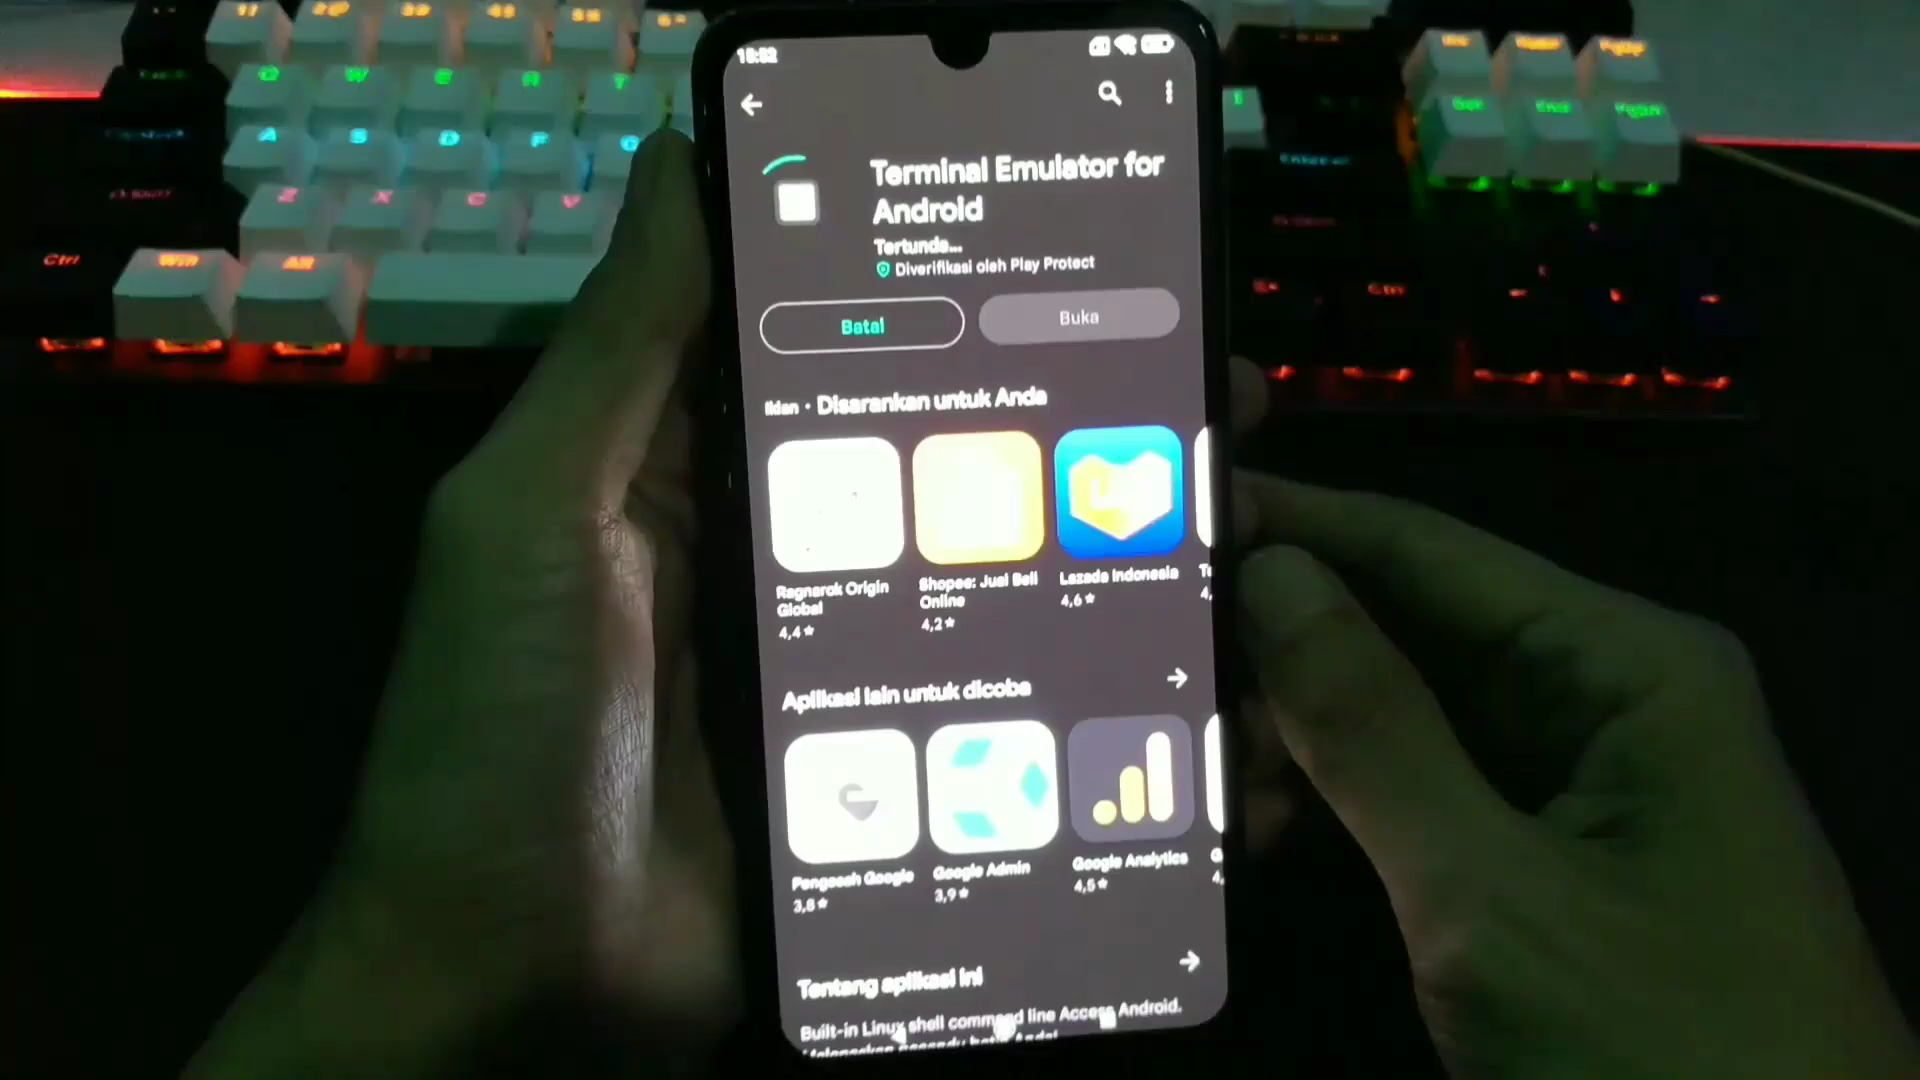 18:52
Terminal Emulator for
Android
Tertunda...
Diverifikasi oleh Play Protect
Batal
Buka
Iklan • Disarankan untuk Anda
Ragnarok Origin
Global
4,4★
Shopee: Jual Beli
Online
4,2★
Lazada Indonesia
4,6★
Aplikasi lain untuk dicoba
Pengasah Google
3,8★
Google Admin
3,9★
Google Analytics
4,5★
Tentang aplikasi ini
Built-in Linux shell command line Access Android.
Q W E R T
A S D F G
Z X C V
Ctrl
Win
Alt
Ctrl
End